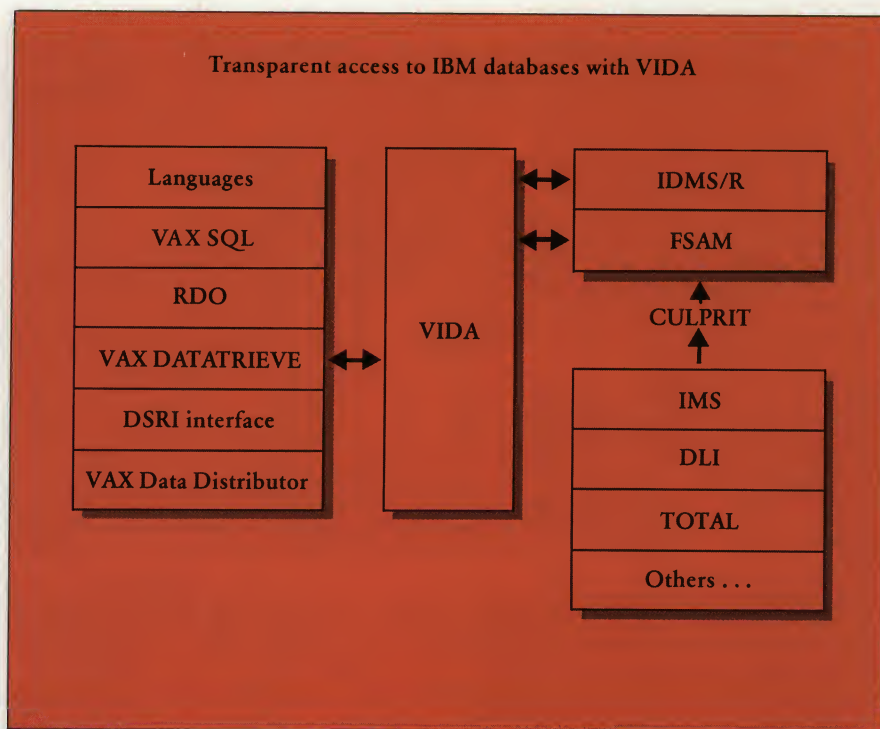 Transparent access to IBM databases with VIDA
Languages
VAX SQL
RDO
VAX DATATRIEVE
DSRI interface
VAX Data Distributor
VIDA
IDMS/R
FSAM
CULPRIT
IMS
DLI
TOTAL
Others . . .